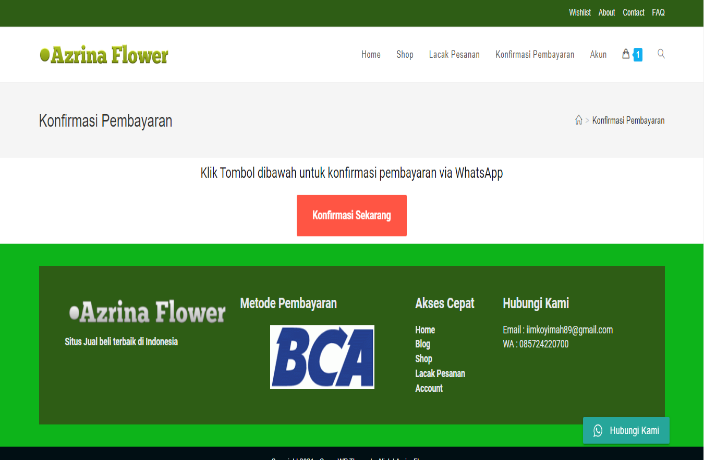 Wishlist About Contact FAQ
Azrina Flower
Home Shop Lacak Pesanan Konfirmasi Pembayaran Akun 1
Konfirmasi Pembayaran
> Konfirmasi Pembayaran
Klik Tombol dibawah untuk konfirmasi pembayaran via WhatsApp
Konfirmasi Sekarang
Azrina Flower
Situs Jual beli terbaik di Indonesia
Metode Pembayaran
BCA
Akses Cepat
Home
Blog
Shop
Lacak Pesanan
Account
Hubungi Kami
Email : iimkoyimah89@gmail.com
WA : 085724220700
Hubungi Kami